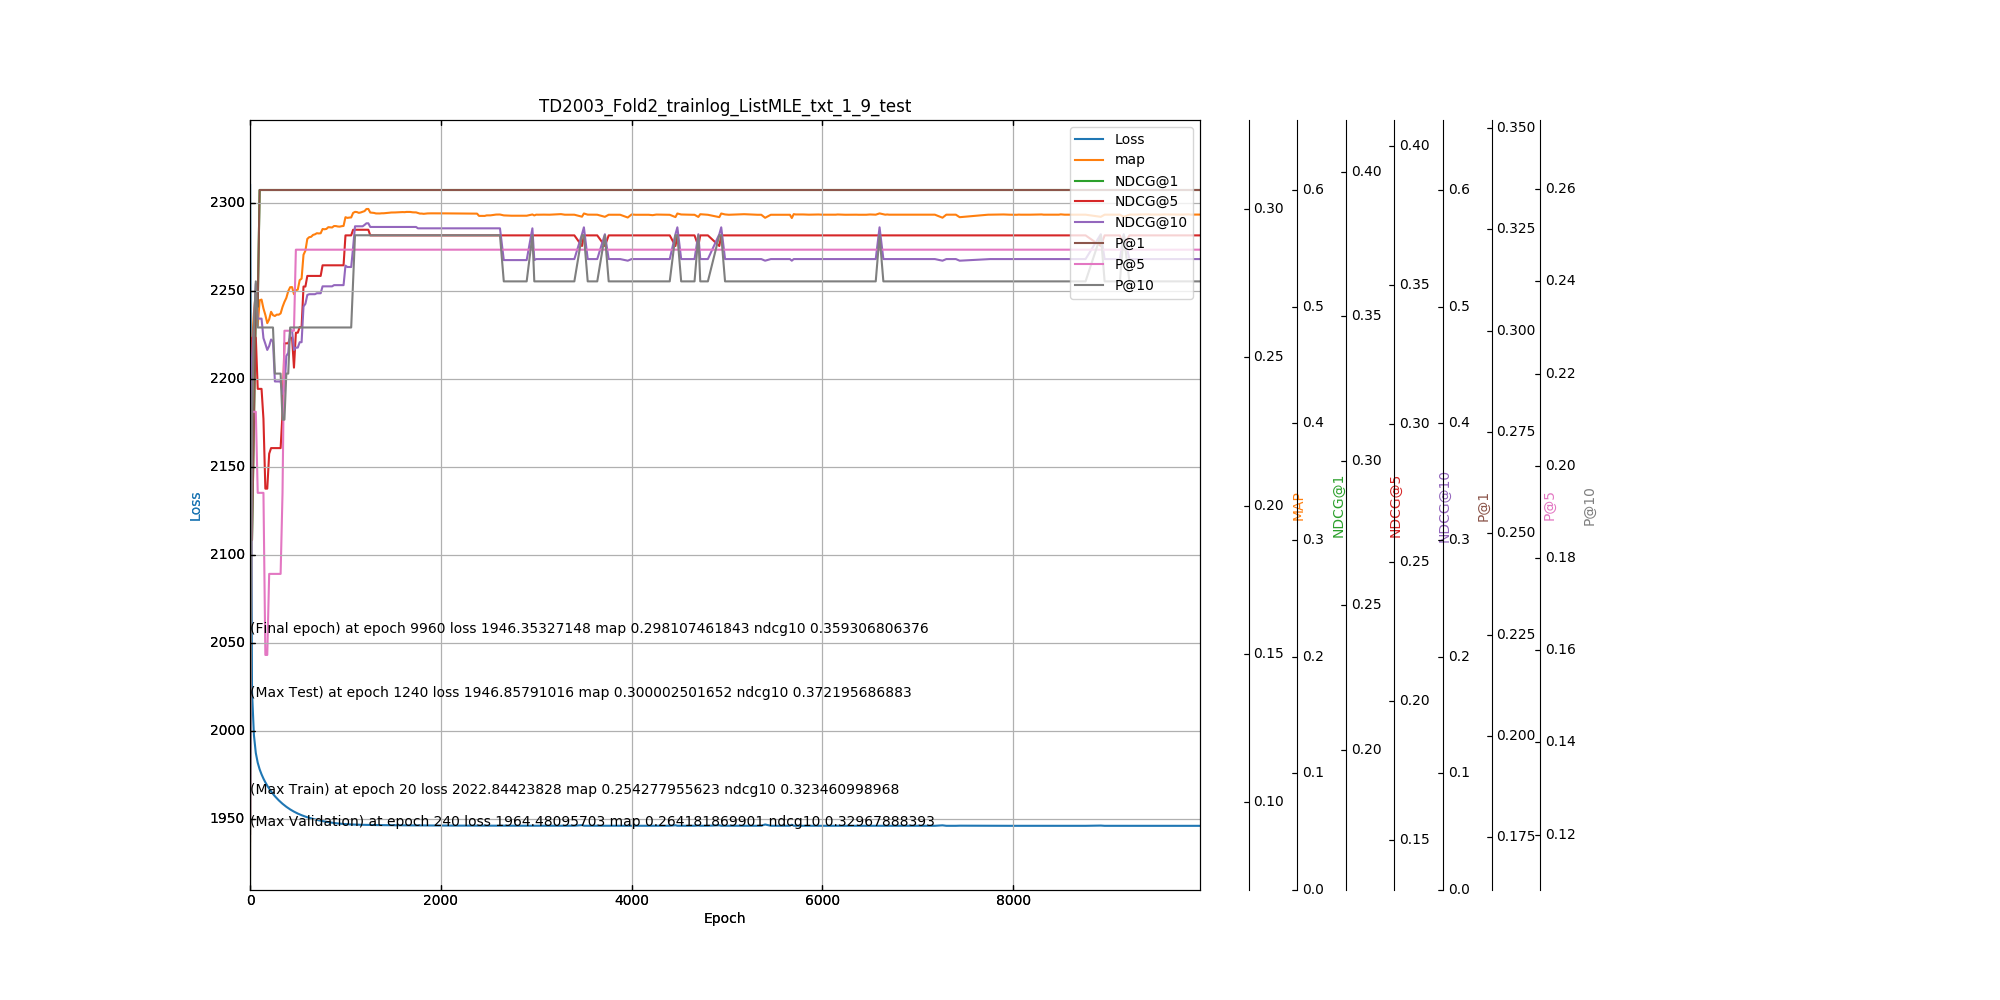 TD2003_Fold2_trainlog_ListMLE_txt_1_9_test
Loss
map
NDCG@1
NDCG@5
NDCG@10
P@1
P@5
P@10
2300
2250
2200
2150
2100
2050
2000
1950
Loss
(Final epoch) at epoch 9960 loss 1946.35327148 map 0.298107461843 ndcg10 0.359306806376
(Max Test) at epoch 1240 loss 1946.85791016 map 0.300002501652 ndcg10 0.372195686883
(Max Train) at epoch 20 loss 2022.84423828 map 0.254277955623 ndcg10 0.323460998968
(Max Validation) at epoch 240 loss 1964.48095703 map 0.264181869901 ndcg10 0.32967888393
0 2000 4000 6000 8000
Epoch
0.30
0.25
0.20
0.15
0.10
MAP
0.6
0.5
0.4
0.3
0.2
0.1
0.0
NDCG@1
0.40
0.35
0.30
0.25
0.20
NDCG@5
0.40
0.35
0.30
0.25
0.20
0.15
NDCG@10
0.6
0.5
0.4
0.3
0.2
0.1
0.0
P@1
0.350
0.325
0.300
0.275
0.250
0.225
0.200
0.175
P@5
0.26
0.24
0.22
0.20
0.18
0.16
0.14
0.12
P@10